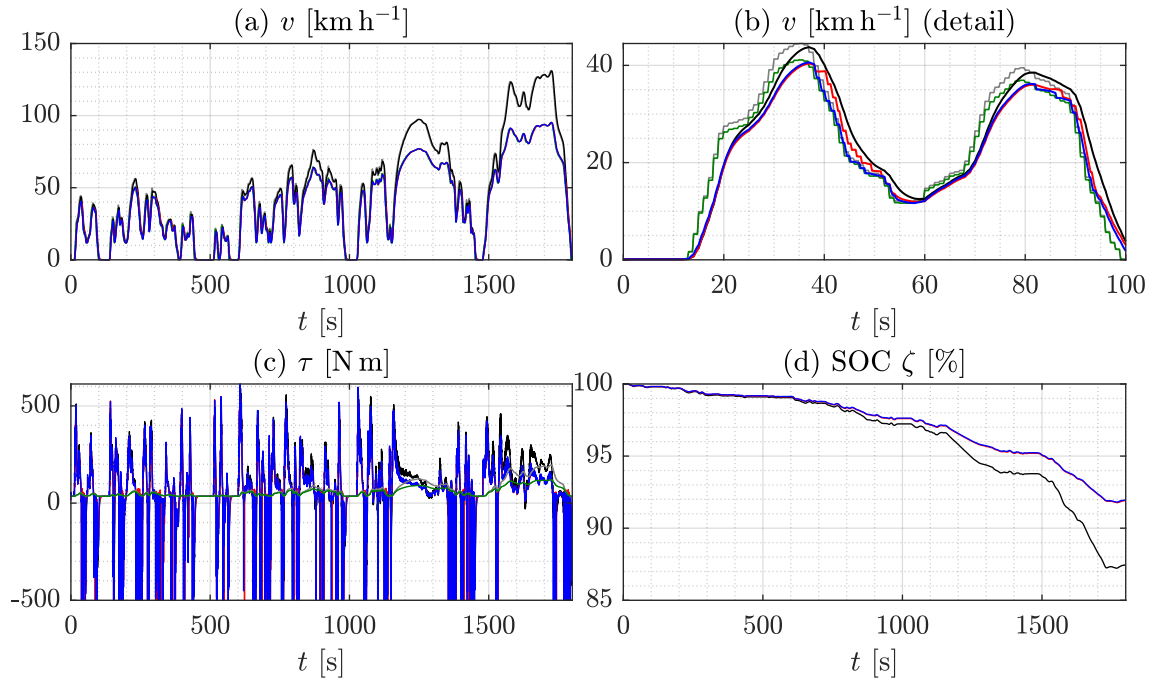 (a) v [km h⁻¹]
150
100
50
0
0 500 1000 1500
t [s]
(b) v [km h⁻¹] (detail)
40
20
0
0 20 40 60 80 100
t [s]
(c) τ [N m]
500
0
-500
0 500 1000 1500
t [s]
(d) SOC ζ [%]
100
95
90
85
0 500 1000 1500
t [s]